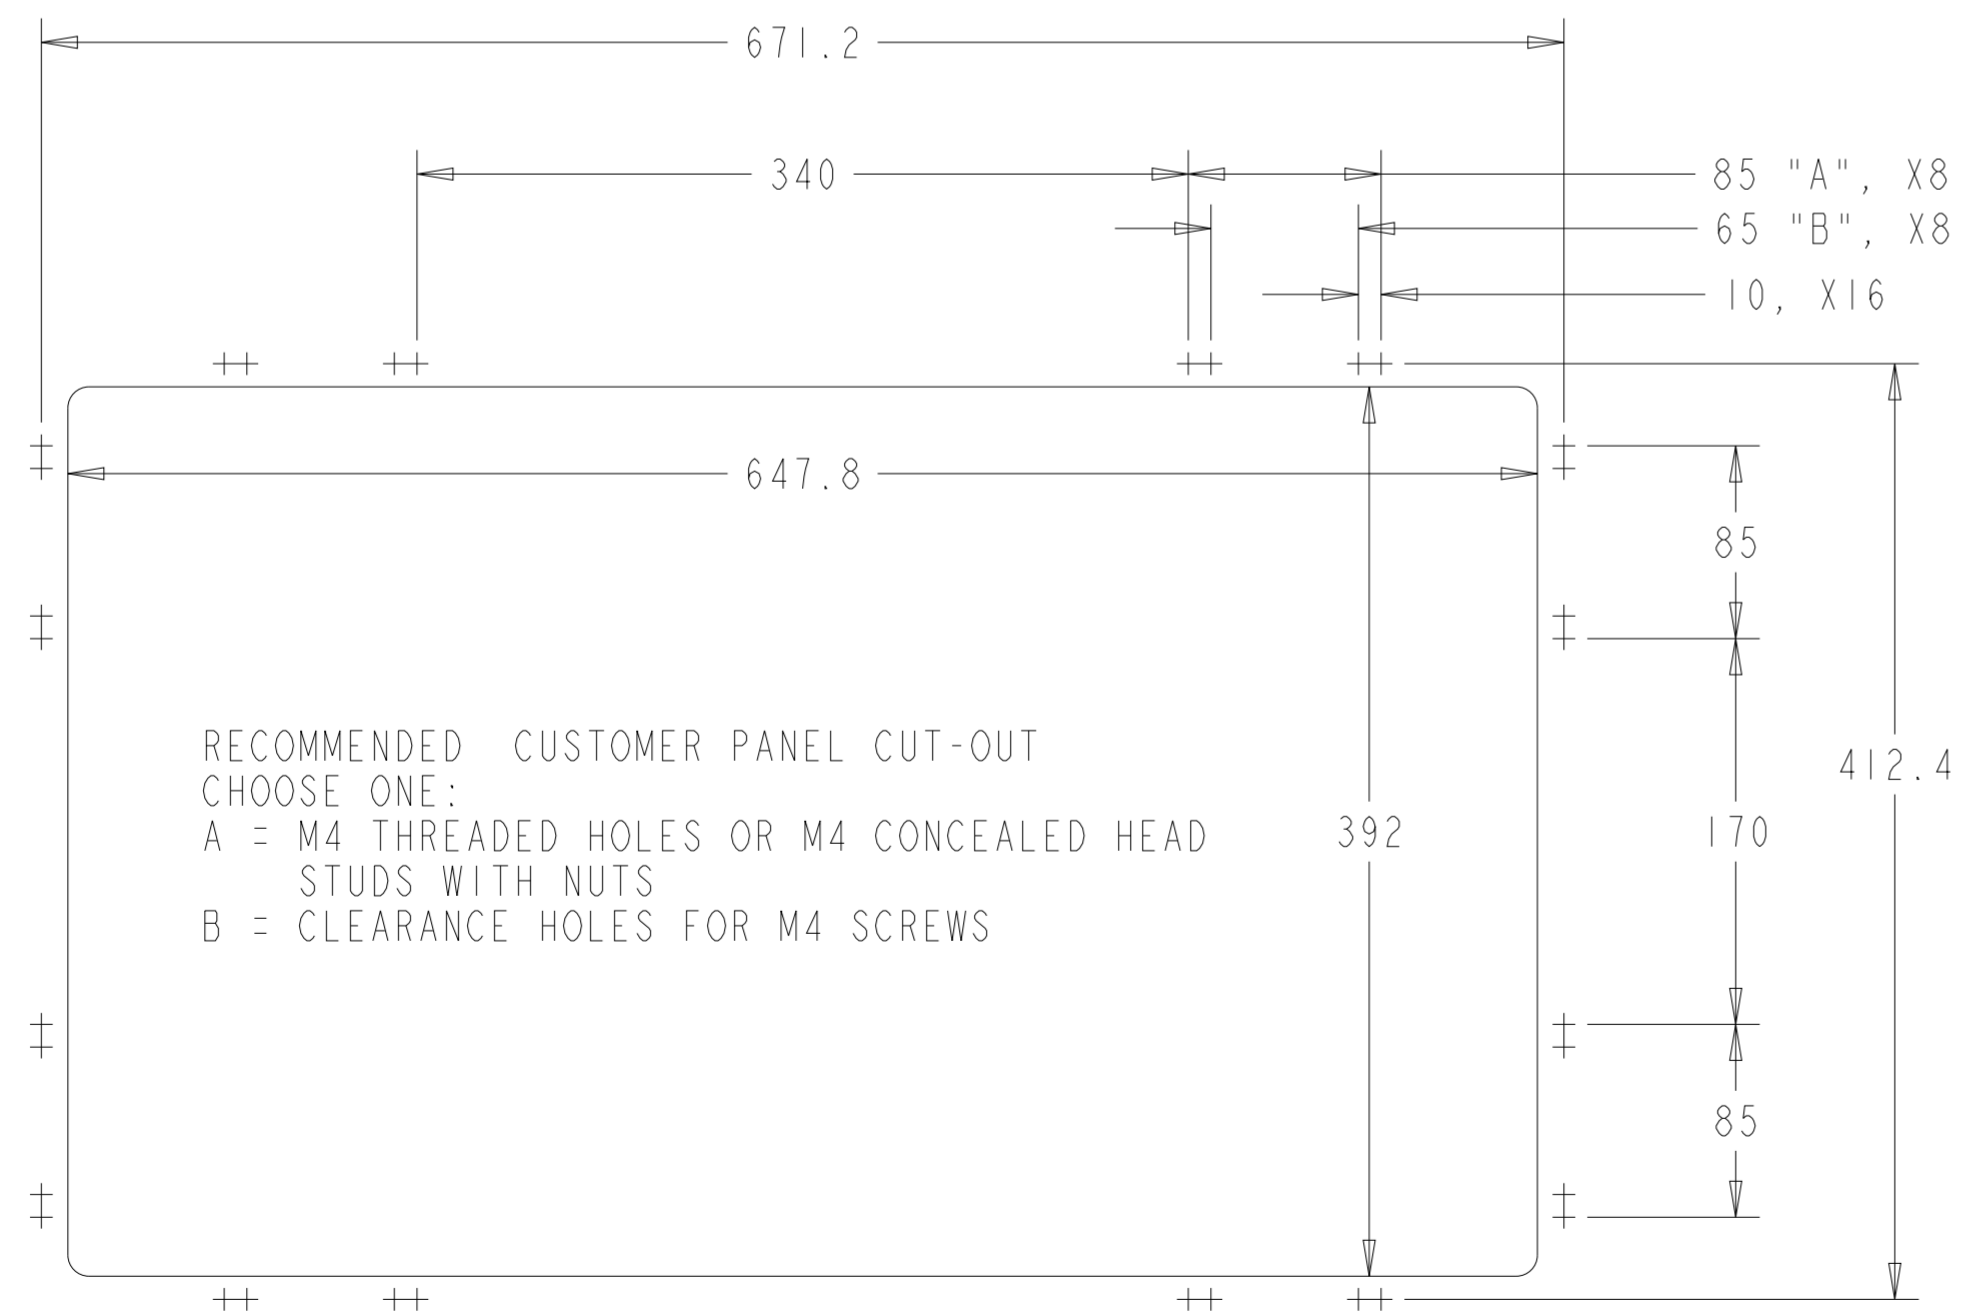 671.2
340
85 "A", X8
65 "B", X8
10, X16
647.8
85
RECOMMENDED CUSTOMER PANEL CUT-OUT
CHOOSE ONE:
A = M4 THREADED HOLES OR M4 CONCEALED HEAD
STUDS WITH NUTS
B = CLEARANCE HOLES FOR M4 SCREWS
412.4
392
170
85